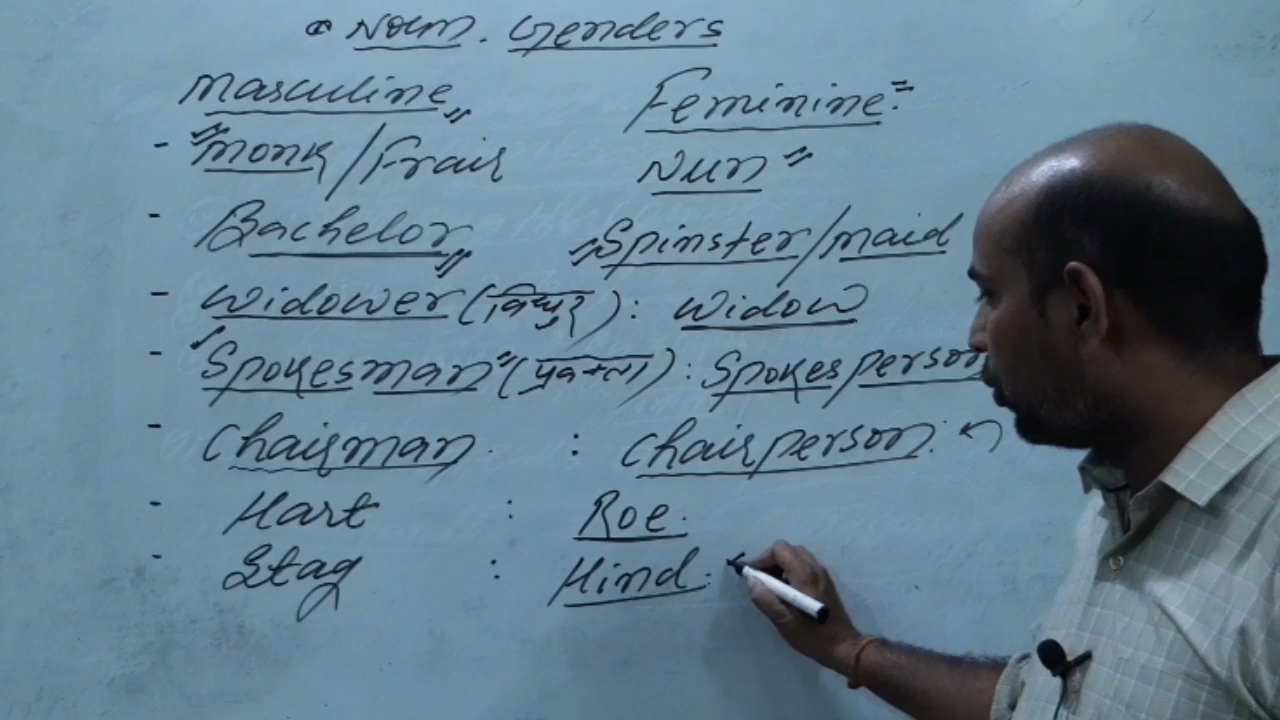 Noun. Genders
Masculine Feminine:
- Monk/Frair Nun
- Bachelor Spinster/maid
- Widower (विधुर): Widow
- Spokesman (प्रवक्ता): Spokesperson
- Chairman : Chairperson
- Hart : Roe.
- Stag : Hind.